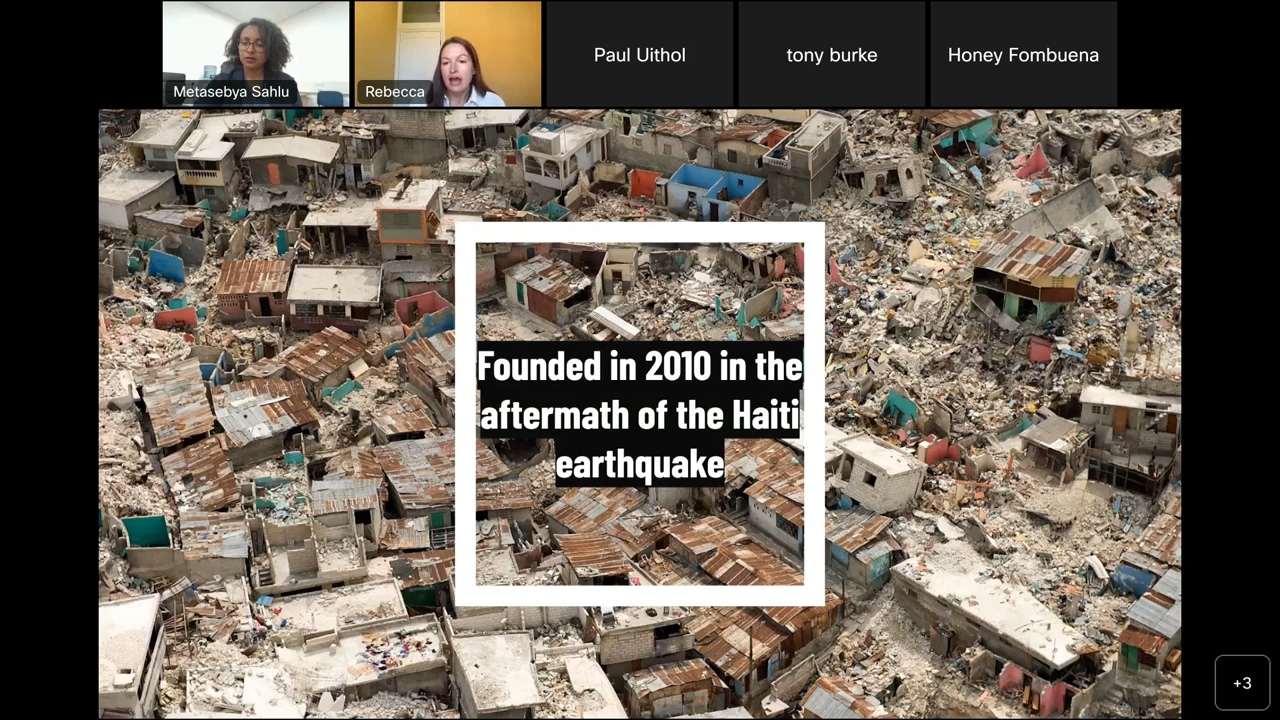 Metasebya Sahlu
Rebecca
Paul Uithol
tony burke
Honey Fombuena
Founded in 2010 in the
aftermath of the Haiti
earthquake
+3